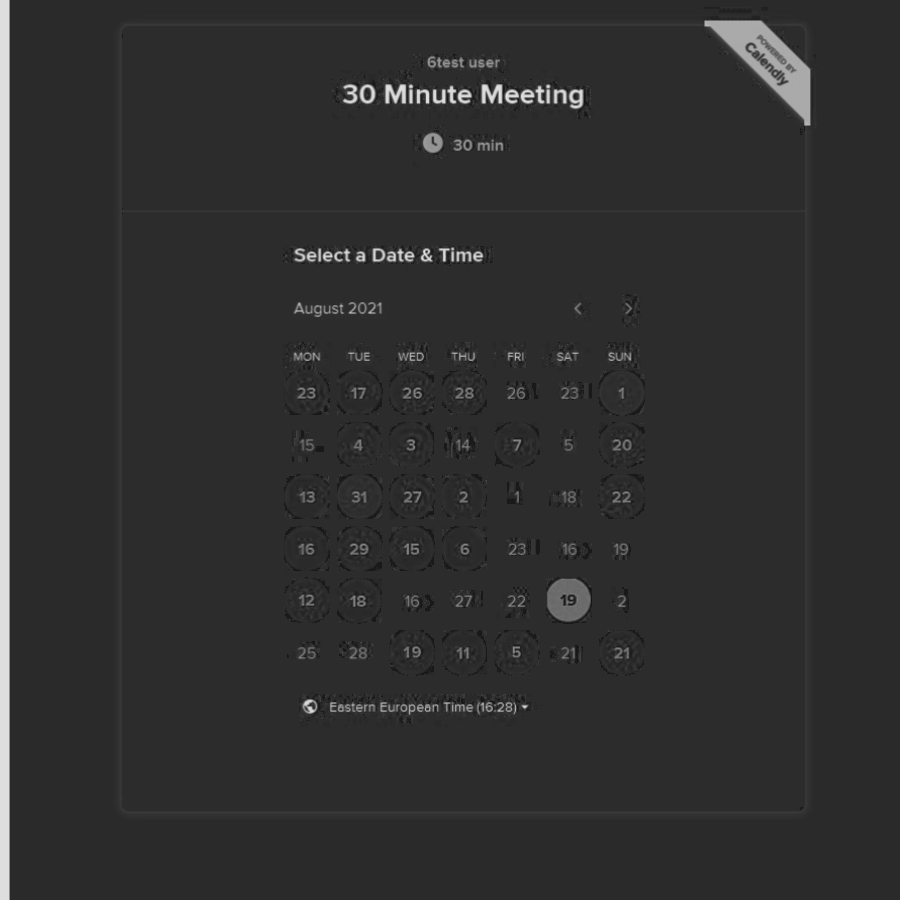 POWERED BY
Calendly
6test user
30 Minute Meeting
30 min
Select a Date & Time
August 2021
MON TUE WED THU FRI SAT SUN
23 17 26 28 26 23 1
15 4 3 14 7 5 20
13 31 27 2 1 18 22
16 29 15 6 23 16 19
12 18 16 27 22 19 2
25 28 19 11 5 21 21
Eastern European Time (16:28)